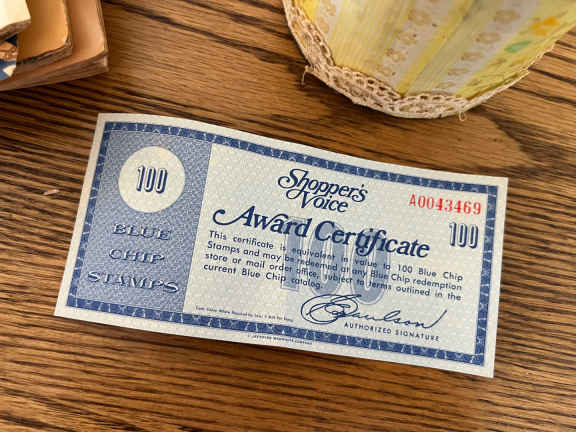 100
BLUE
CHIP
STAMPS
Shopper's
Voice
A0043469
Award Certificate
100
100
This certificate is equivalent in value to 100 Blue Chip
Stamps and may be redeemed at any Blue Chip redemption
store or mail order office, subject to terms outlined in the
current Blue Chip catalog.
AUTHORIZED SIGNATURE